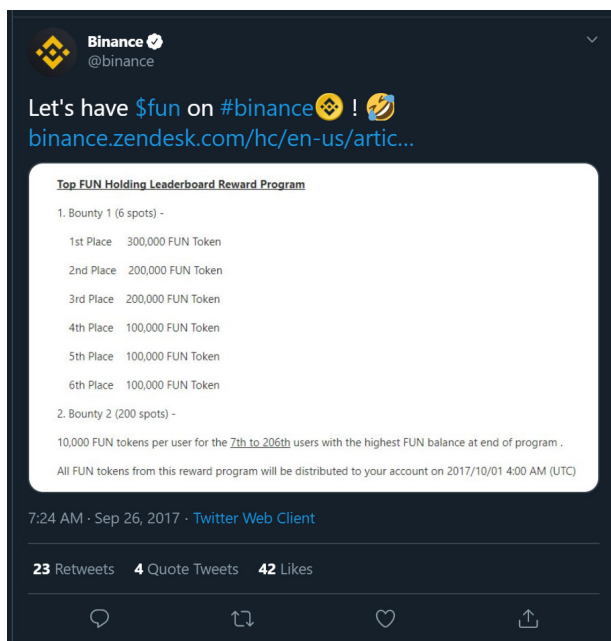 Binance
@binance
Let's have $fun on #binance ! 🤣
binance.zendesk.com/hc/en-us/artic...
Top FUN Holding Leaderboard Reward Program
1. Bounty 1 (6 spots) -
1st Place 300,000 FUN Token
2nd Place 200,000 FUN Token
3rd Place 200,000 FUN Token
4th Place 100,000 FUN Token
5th Place 100,000 FUN Token
6th Place 100,000 FUN Token
2. Bounty 2 (200 spots) -
10,000 FUN tokens per user for the 7th to 206th users with the highest FUN balance at end of program .
All FUN tokens from this reward program will be distributed to your account on 2017/10/01 4:00 AM (UTC)
7:24 AM · Sep 26, 2017 · Twitter Web Client
23 Retweets 4 Quote Tweets 42 Likes